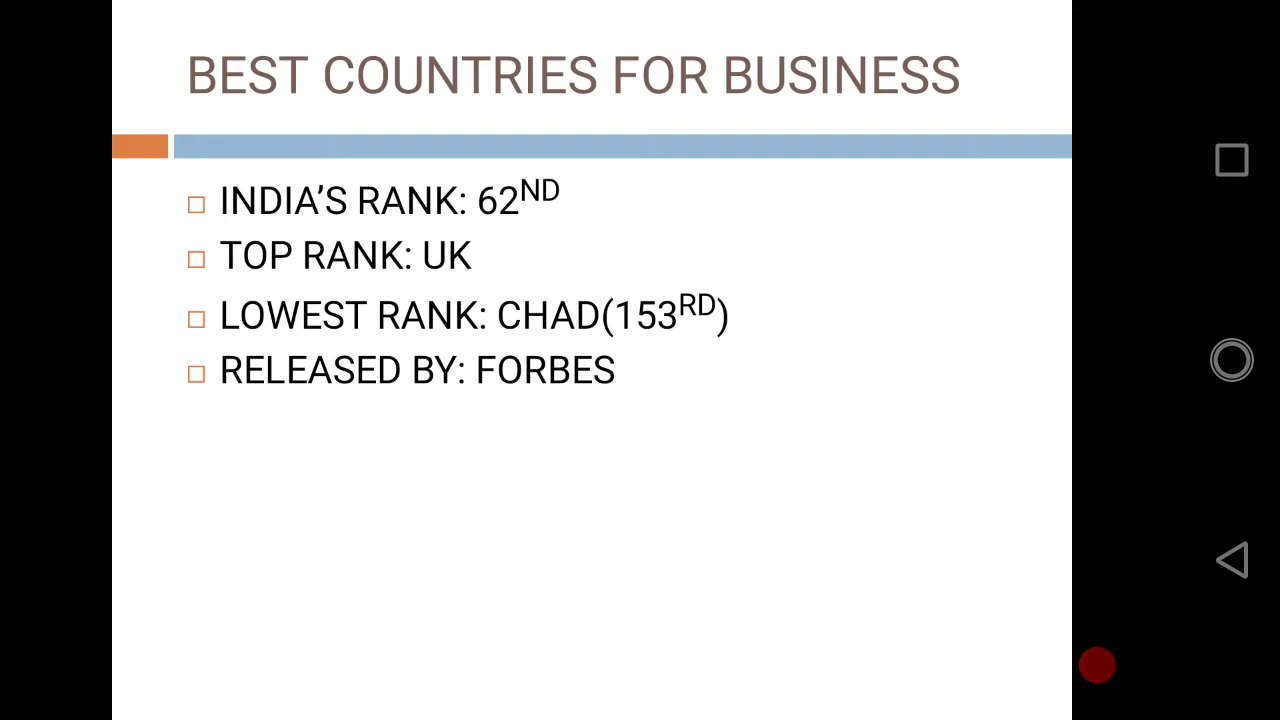 BEST COUNTRIES FOR BUSINESS
INDIA'S RANK: 62ND
TOP RANK: UK
LOWEST RANK: CHAD(153RD)
RELEASED BY: FORBES